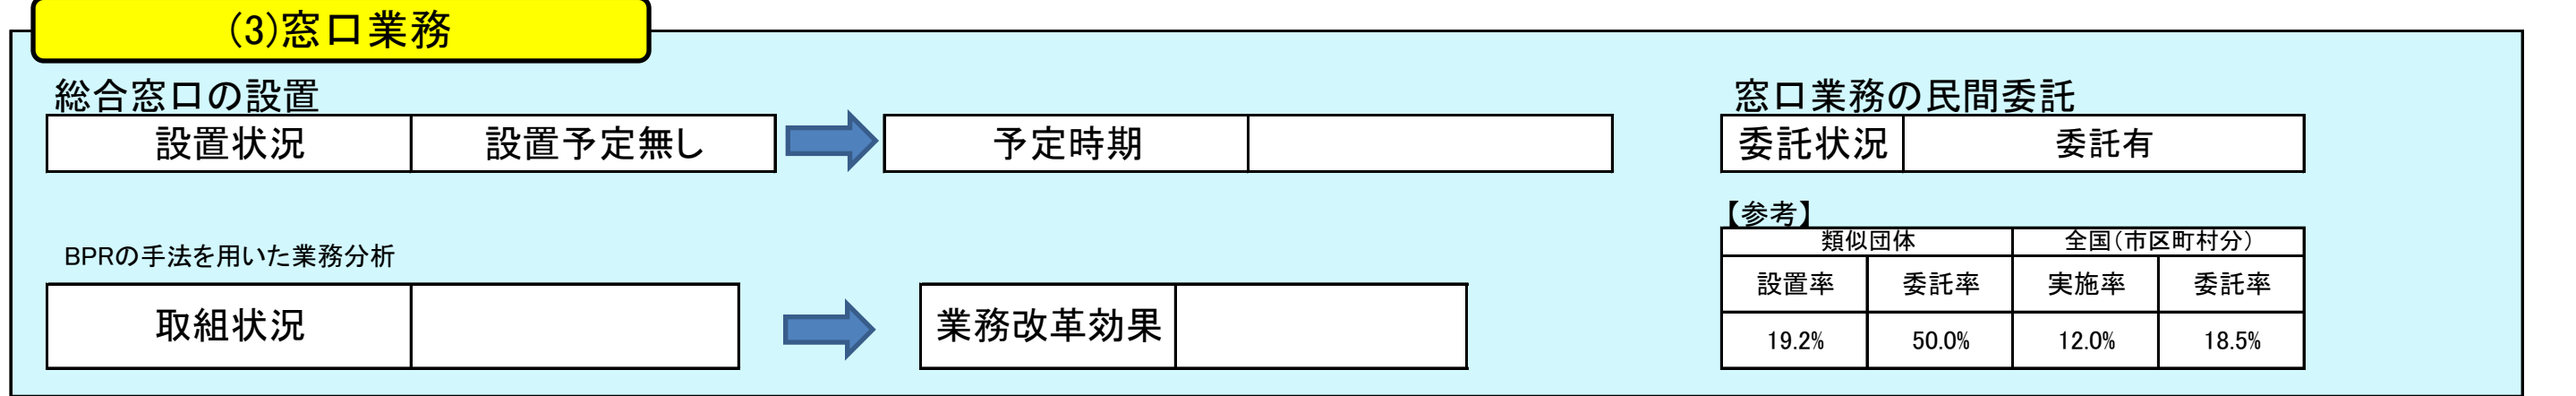 (3)窓口業務
総合窓口の設置
設置状況 設置予定無し 予定時期
BPRの手法を用いた業務分析
取組状況 業務改革効果
窓口業務の民間委託
委託状況 委託有
【参考】
類似団体 全国(市区町村分)
設置率 委託率 実施率 委託率
19.2% 50.0% 12.0% 18.5%